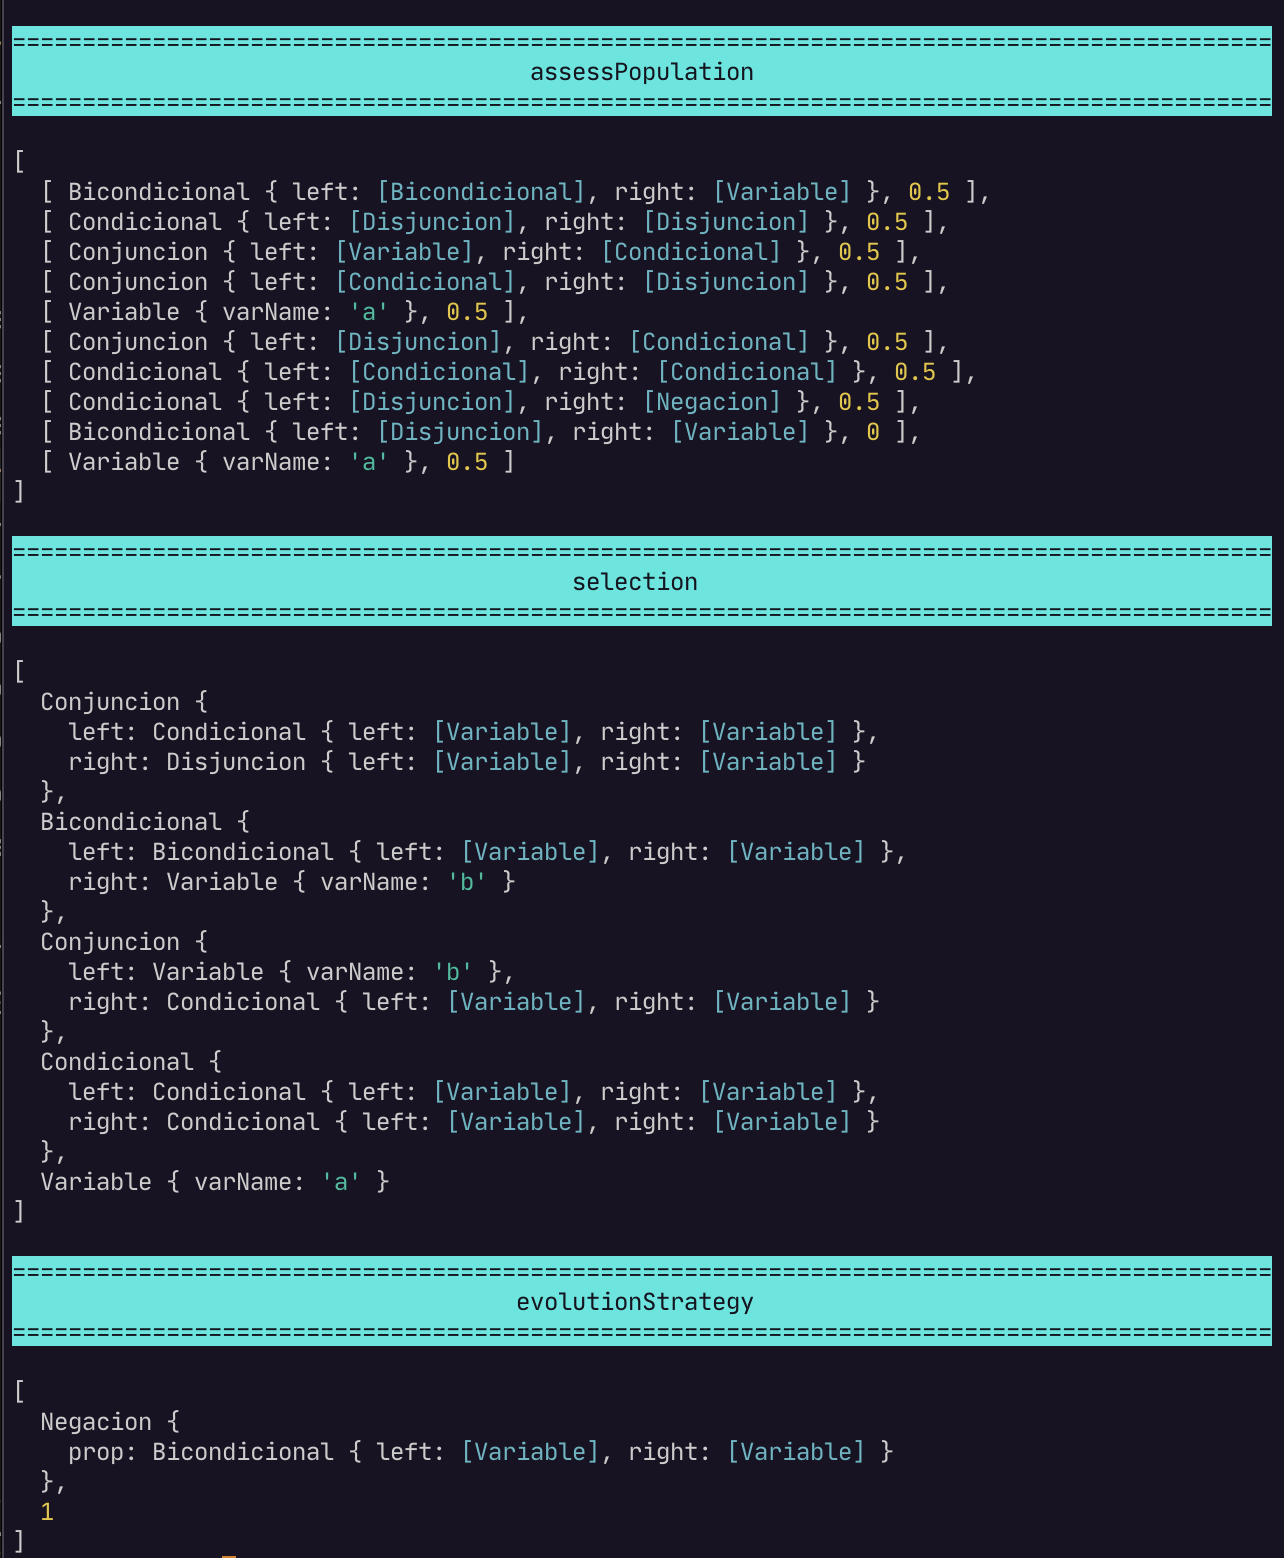 ==========================================================================================
assessPopulation
==========================================================================================
[
  [ Bicondicional { left: [Bicondicional], right: [Variable] }, 0.5 ],
  [ Condicional { left: [Disjuncion], right: [Disjuncion] }, 0.5 ],
  [ Conjuncion { left: [Variable], right: [Condicional] }, 0.5 ],
  [ Conjuncion { left: [Condicional], right: [Disjuncion] }, 0.5 ],
  [ Variable { varName: 'a' }, 0.5 ],
  [ Conjuncion { left: [Disjuncion], right: [Condicional] }, 0.5 ],
  [ Condicional { left: [Condicional], right: [Condicional] }, 0.5 ],
  [ Condicional { left: [Disjuncion], right: [Negacion] }, 0.5 ],
  [ Bicondicional { left: [Disjuncion], right: [Variable] }, 0 ],
  [ Variable { varName: 'a' }, 0.5 ]
]
==========================================================================================
selection
==========================================================================================
[
  Conjuncion {
    left: Condicional { left: [Variable], right: [Variable] },
    right: Disjuncion { left: [Variable], right: [Variable] }
  },
  Bicondicional {
    left: Bicondicional { left: [Variable], right: [Variable] },
    right: Variable { varName: 'b' }
  },
  Conjuncion {
    left: Variable { varName: 'b' },
    right: Condicional { left: [Variable], right: [Variable] }
  },
  Condicional {
    left: Condicional { left: [Variable], right: [Variable] },
    right: Condicional { left: [Variable], right: [Variable] }
  },
  Variable { varName: 'a' }
]
==========================================================================================
evolutionStrategy
==========================================================================================
[
  Negacion {
    prop: Bicondicional { left: [Variable], right: [Variable] }
  },
  1
]